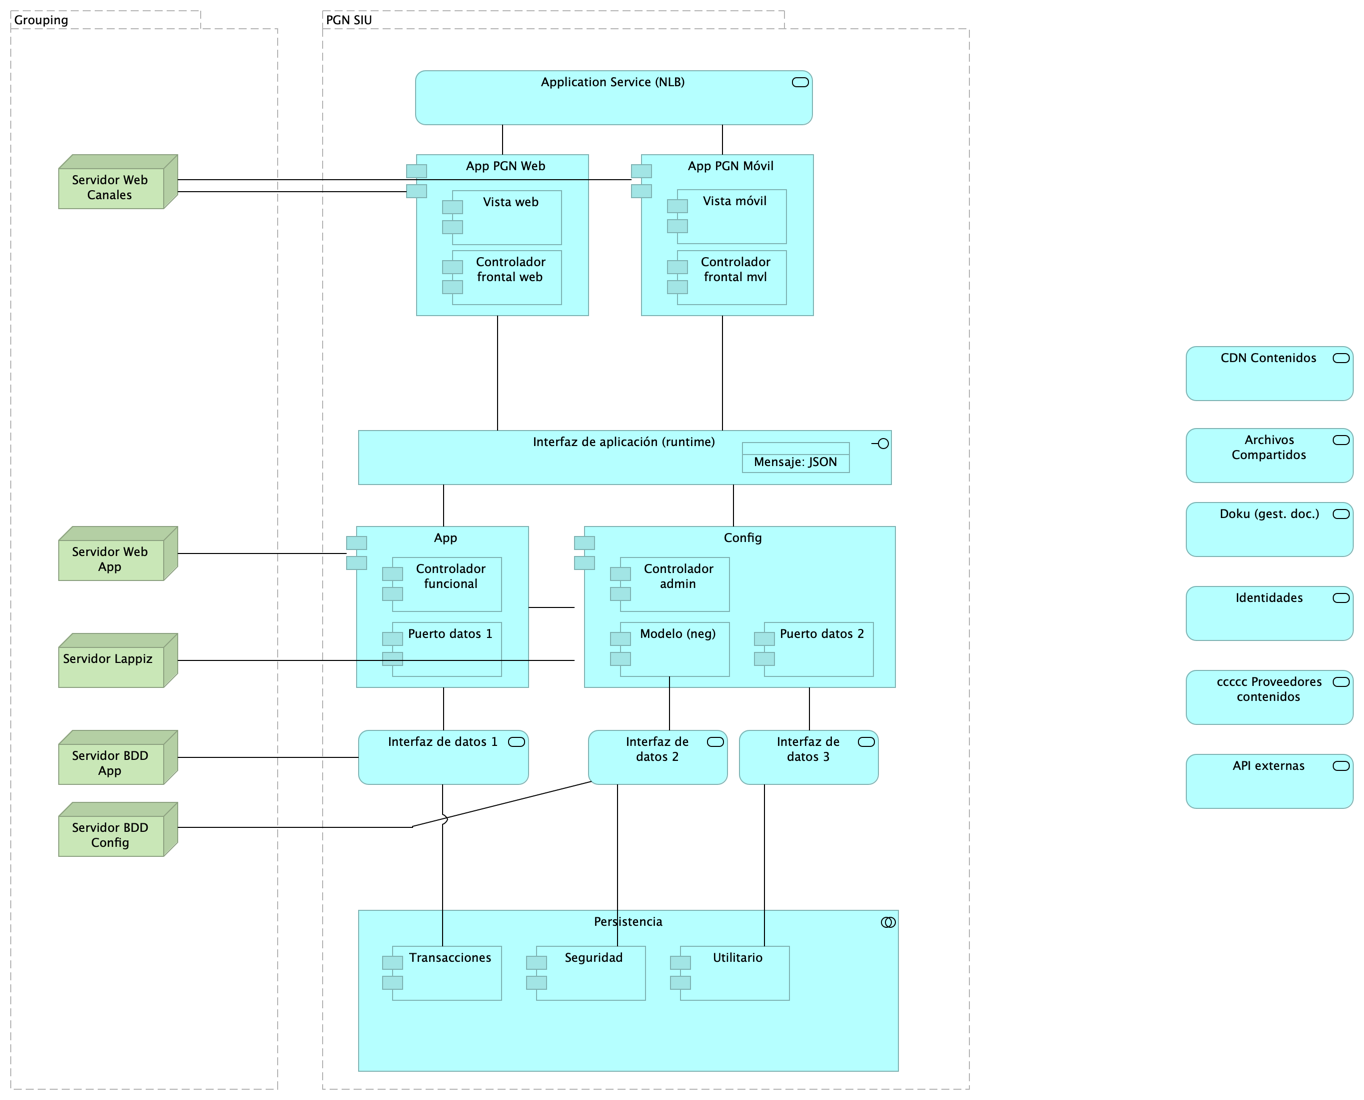 Grouping
PGN SIU
Application Service (NLB)
Servidor Web
Canales
App PGN Web
Vista web
Controlador
frontal web
App PGN Móvil
Vista móvil
Controlador
frontal mvl
Interfaz de aplicación (runtime)
Mensaje: JSON
Servidor Web
App
App
Controlador
funcional
Puerto datos 1
Config
Controlador
admin
Modelo (neg)
Puerto datos 2
Servidor Lappiz
Servidor BDD
App
Interfaz de datos 1
Interfaz de
datos 2
Interfaz de
datos 3
Servidor BDD
Config
Persistencia
Transacciones
Seguridad
Utilitario
CDN Contenidos
Archivos
Compartidos
Doku (gest. doc.)
Identidades
ccccc Proveedores
contenidos
API externas